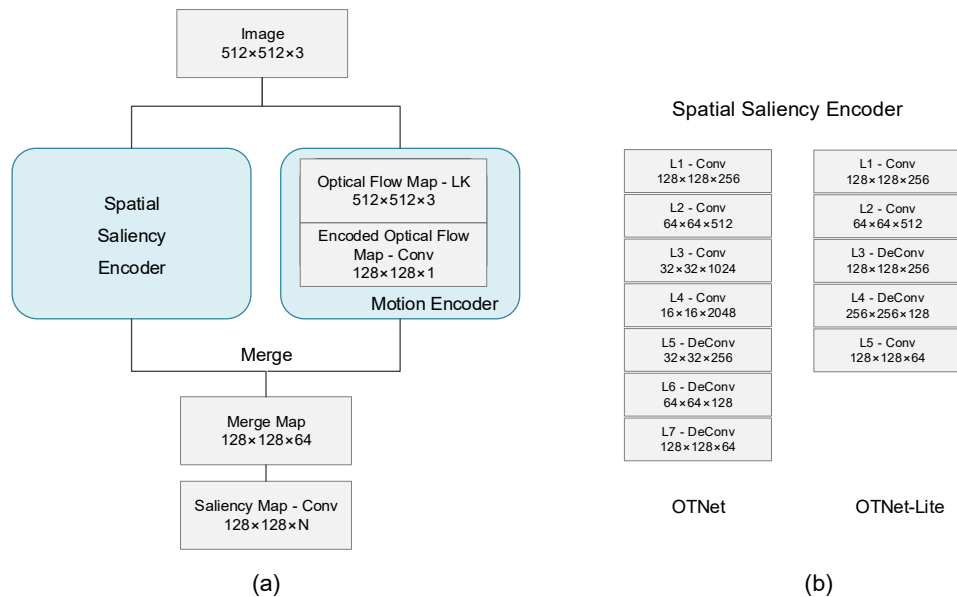 Image
512×512×3
Spatial
Saliency
Encoder
Optical Flow Map - LK
512×512×3
Encoded Optical Flow
Map - Conv
128×128×1
Motion Encoder
Merge
Merge Map
128×128×64
Saliency Map - Conv
128×128×N
(a)
Spatial Saliency Encoder
L1 - Conv
128×128×256
L2 - Conv
64×64×512
L3 - Conv
32×32×1024
L4 - Conv
16×16×2048
L5 - DeConv
32×32×256
L6 - DeConv
64×64×128
L7 - DeConv
128×128×64
OTNet
L1 - Conv
128×128×256
L2 - Conv
64×64×512
L3 - DeConv
128×128×256
L4 - DeConv
256×256×128
L5 - Conv
128×128×64
OTNet-Lite
(b)